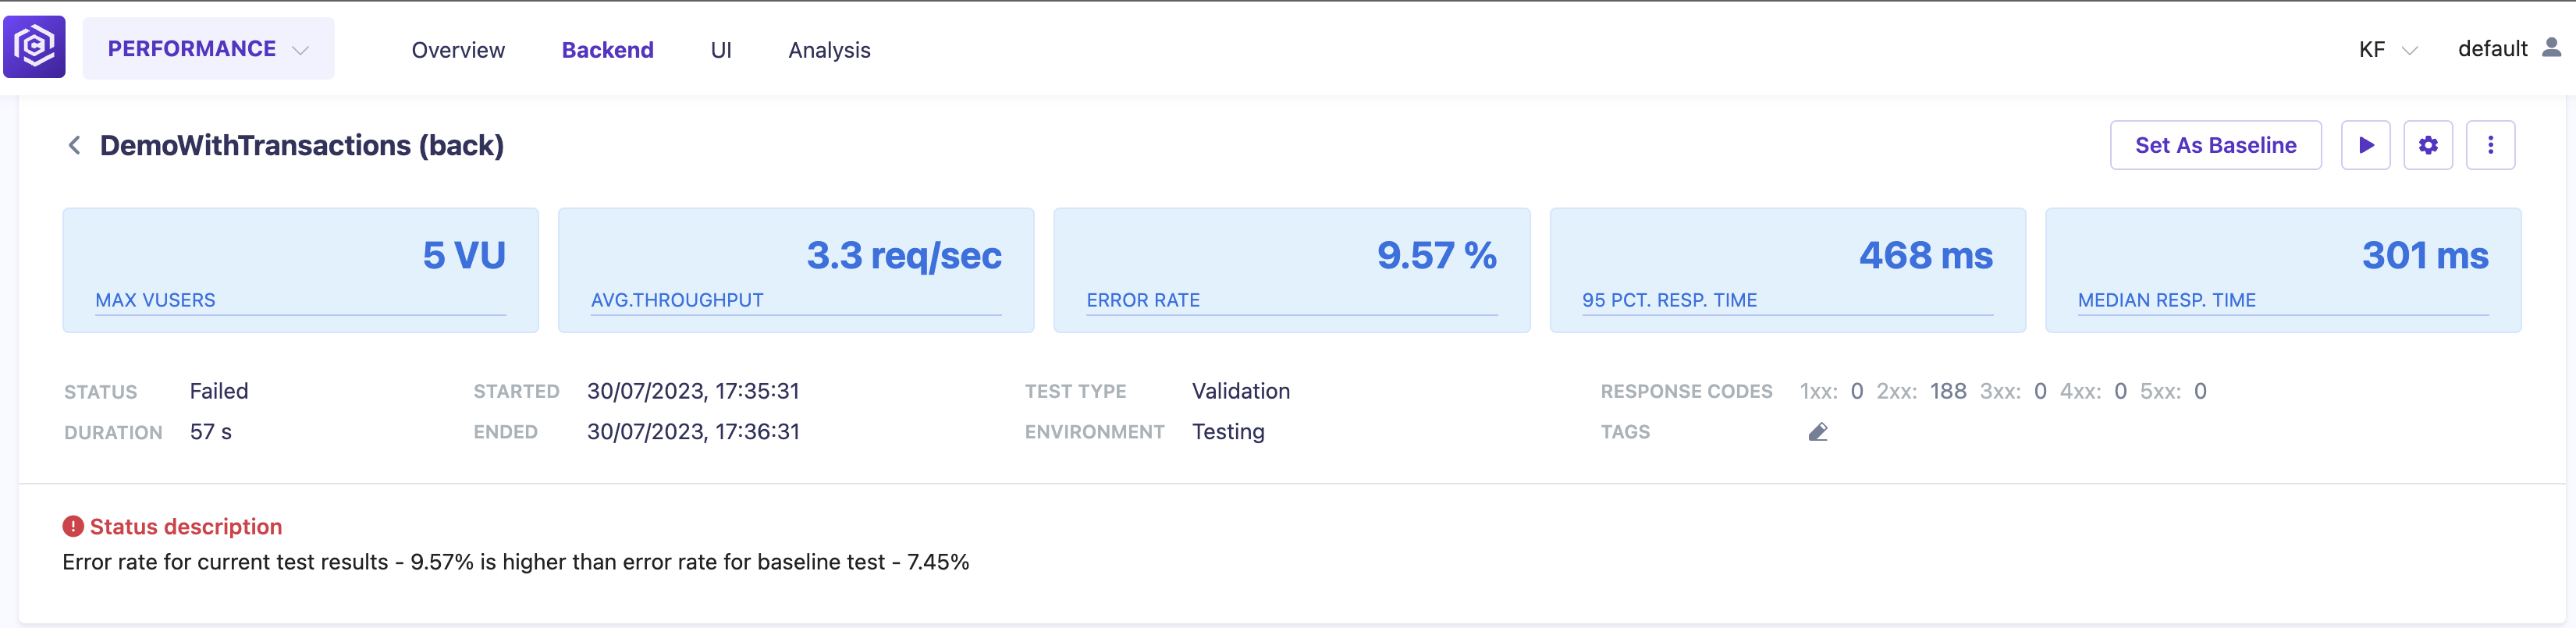 PERFORMANCE Overview Backend UI Analysis KF default
DemoWithTransactions (back) Set As Baseline
5 VU 3.3 req/sec 9.57 % 468 ms 301 ms
MAX VUSERS AVG.THROUGHPUT ERROR RATE 95 PCT. RESP. TIME MEDIAN RESP. TIME
STATUS Failed STARTED 30/07/2023, 17:35:31 TEST TYPE Validation RESPONSE CODES 1xx: 0 2xx: 188 3xx: 0 4xx: 0 5xx: 0
DURATION 57 s ENDED 30/07/2023, 17:36:31 ENVIRONMENT Testing TAGS
Status description
Error rate for current test results - 9.57% is higher than error rate for baseline test - 7.45%